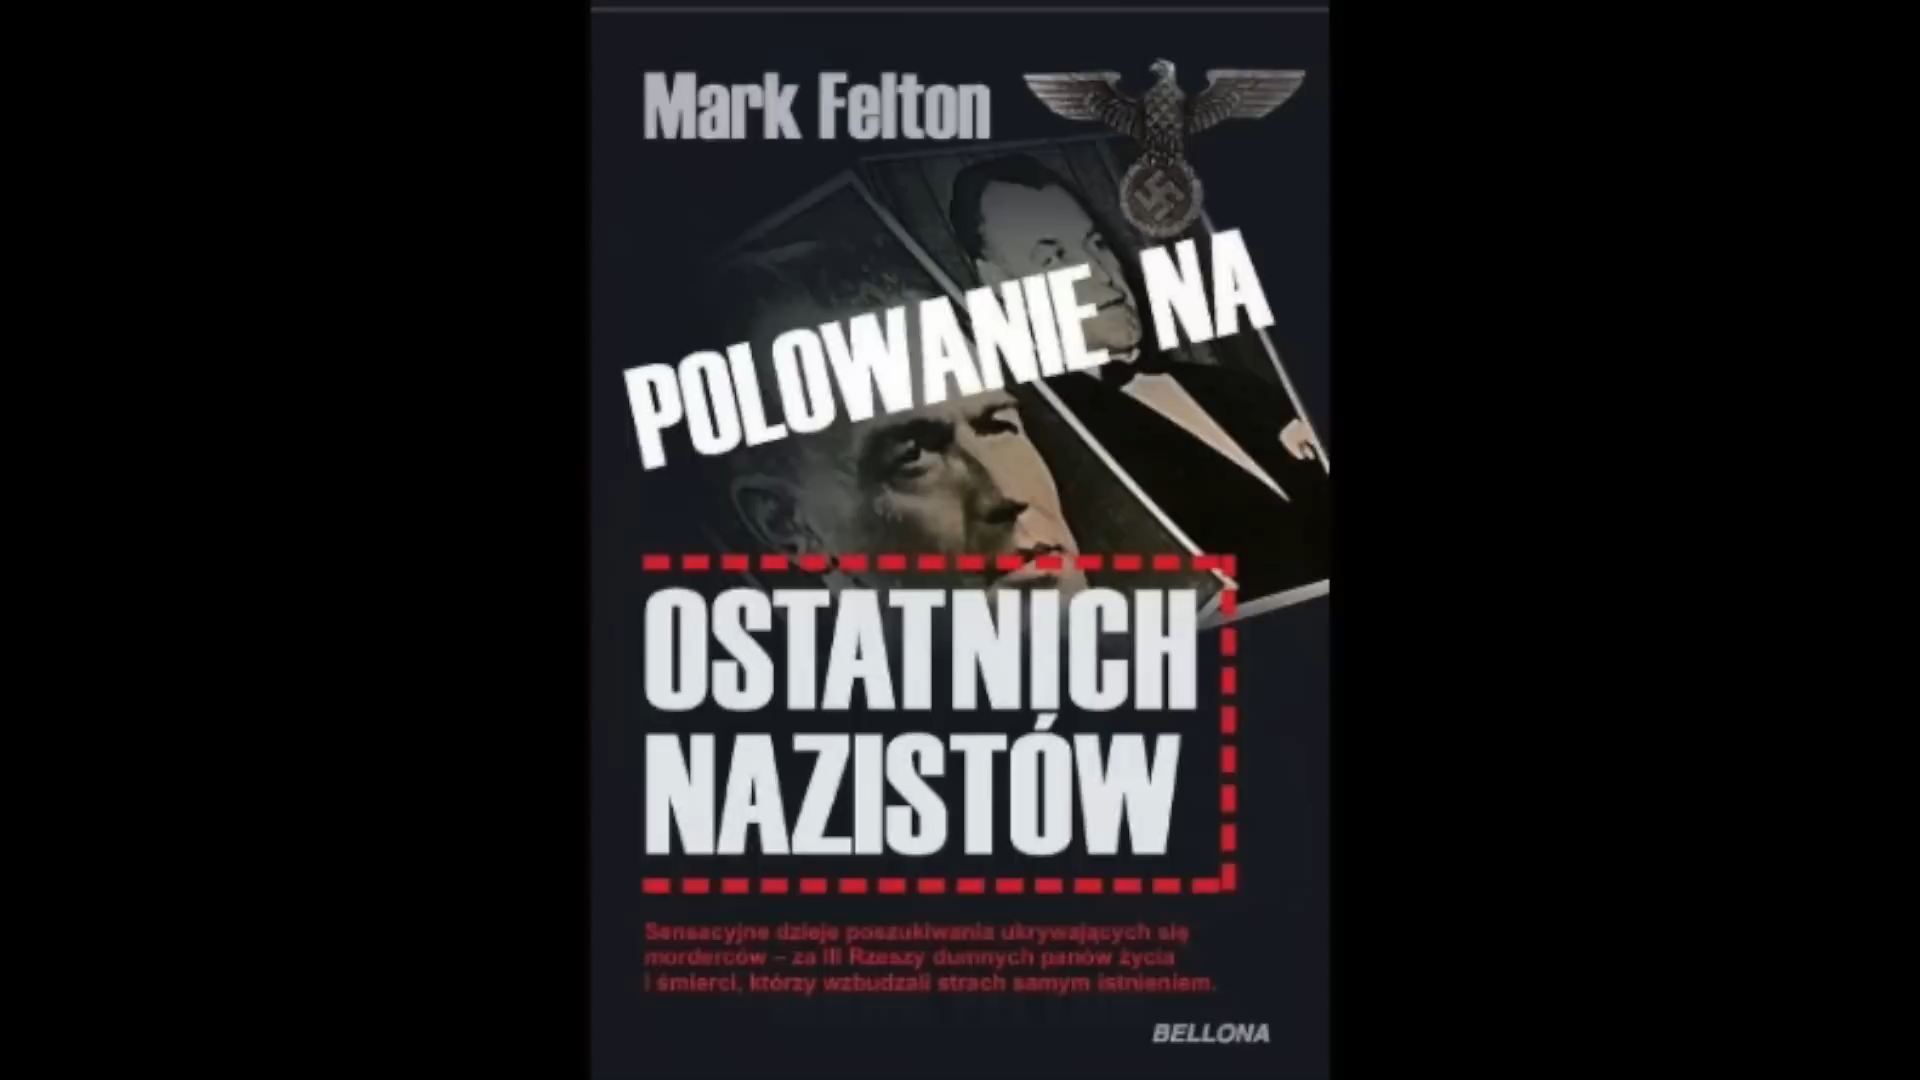 Mark Felton
POLOWANIE NA
OSTATNICH
NAZISTÓW
Sensacyjne dzieje poszukiwania ukrywających się
morderców – za III Rzeszy dumnych panów życia
i śmierci, którzy wzbudzali strach samym istnieniem.
BELLONA